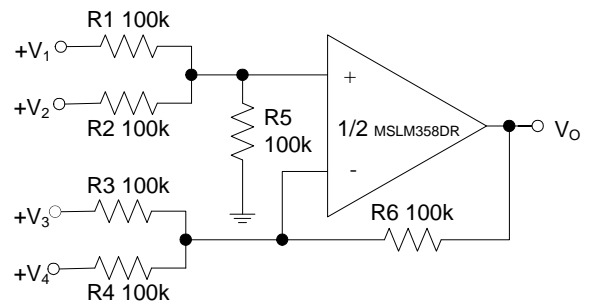 R1 100k
+V1
+V2
R2 100k
R5
100k
+
1/2 MSLM358DR
-
VO
R3 100k
+V3
+V4
R4 100k
R6 100k